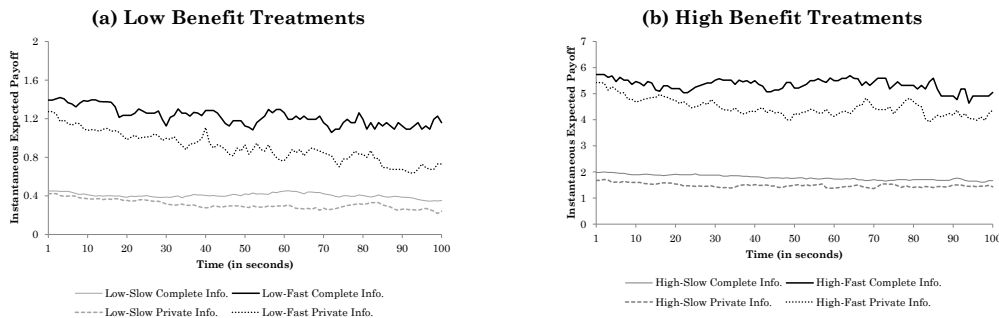 (a) Low Benefit Treatments
Instantaneous Expected Payoff
2
1.6
1.2
0.8
0.4
0
1 10 20 30 40 50 60 70 80 90 100
Time (in seconds)
Low-Slow Complete Info. Low-Fast Complete Info.
Low-Slow Private Info. Low-Fast Private Info.
(b) High Benefit Treatments
Instantaneous Expected Payoff
7
6
5
4
3
2
1
0
1 10 20 30 40 50 60 70 80 90 100
Time (in seconds)
High-Slow Complete Info. High-Fast Complete Info.
High-Slow Private Info. High-Fast Private Info.